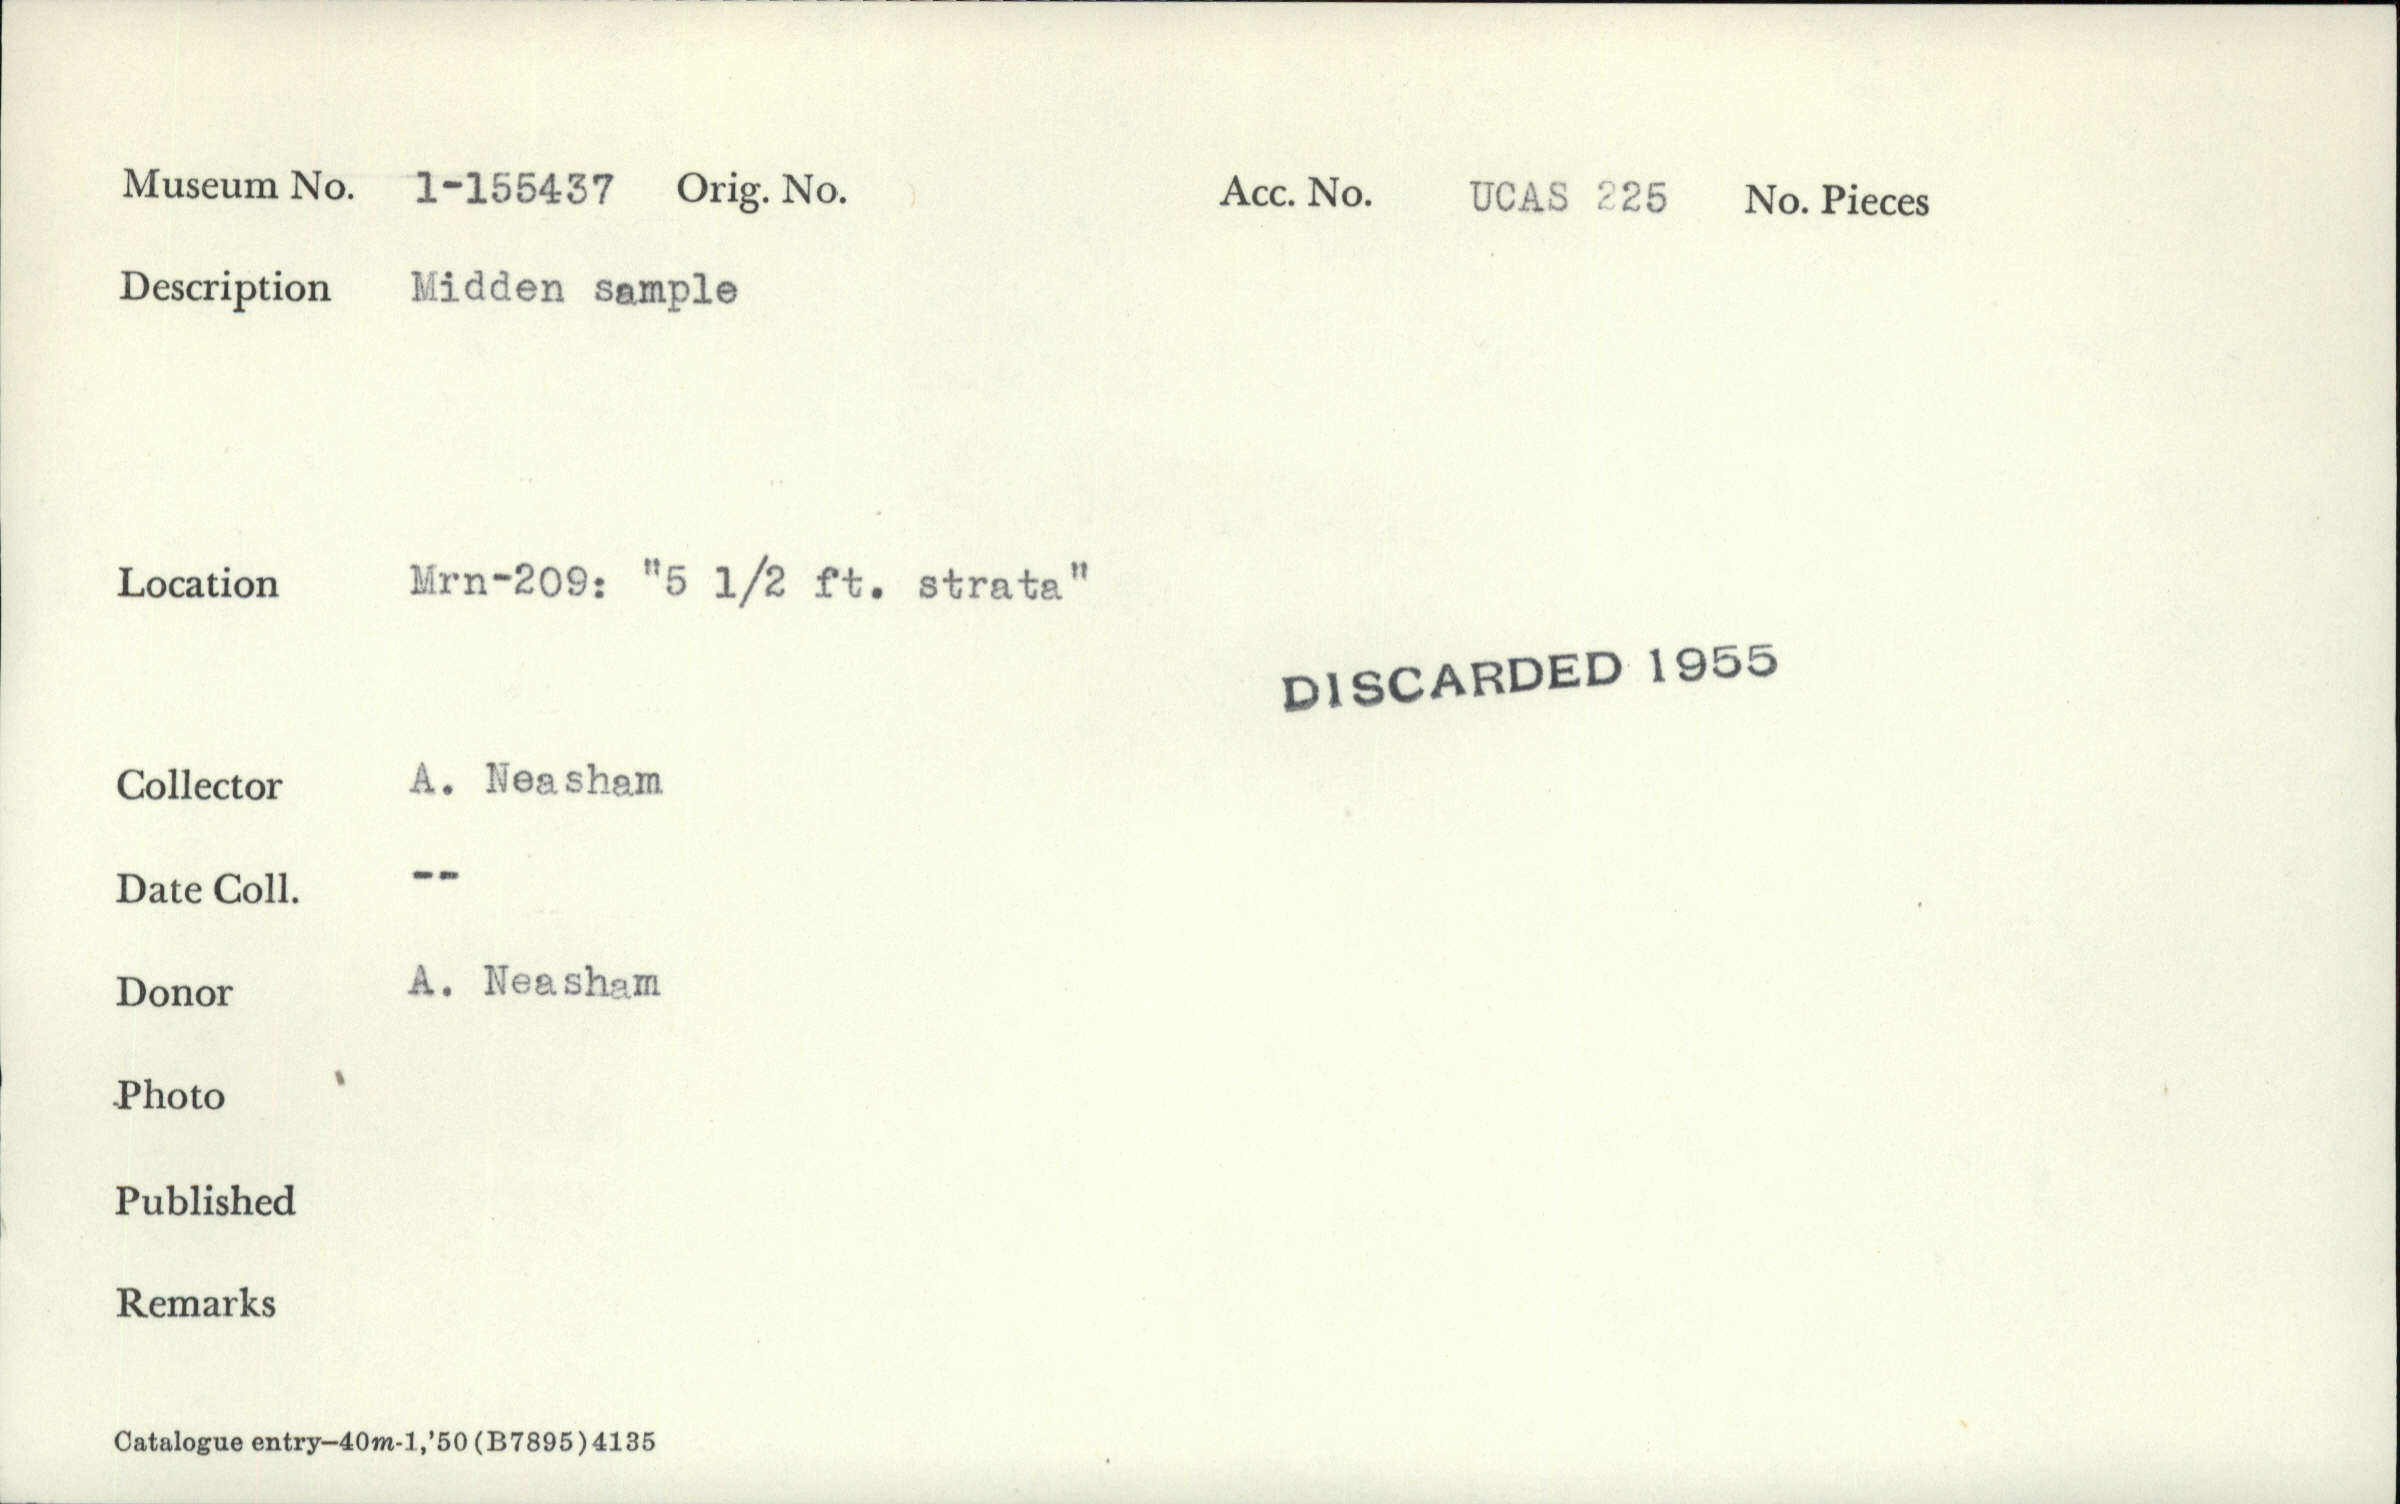 Museum No. 1-155437 Orig. No. Acc. No. UCAS 225 No. Pieces
Description Midden sample
Location Mrn-209: "5 1/2 ft. strata"
DISCARDED 1955
Collector A. Neasham
Date Coll. --
Donor A. Neasham
Photo
Published
Remarks
Catalogue entry—40m-1,'50(B7895)4135